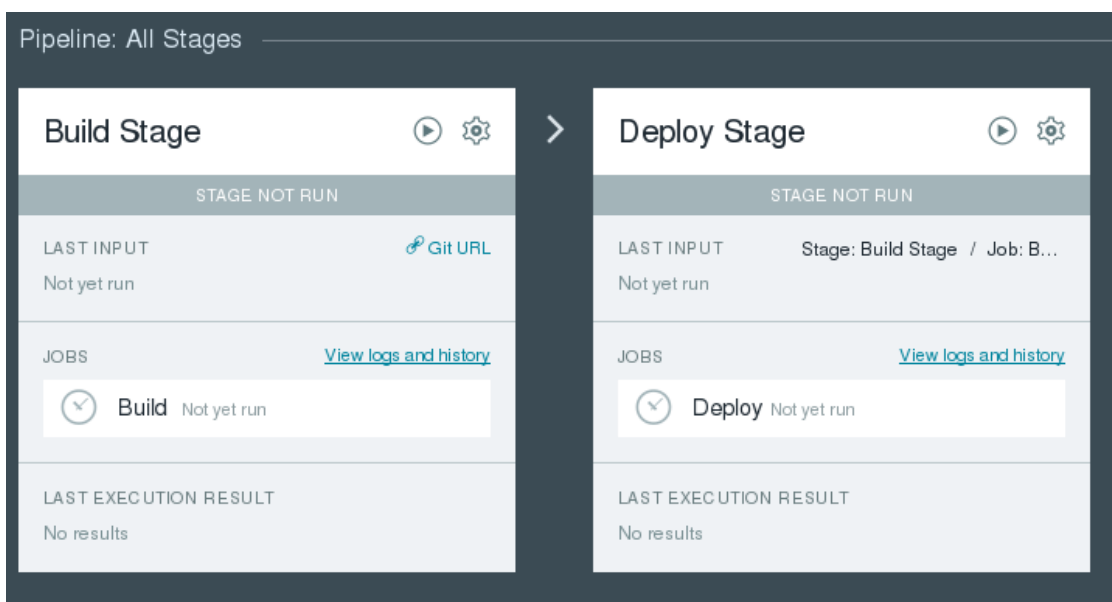 Pipeline: All Stages
Build Stage
STAGE NOT RUN
LAST INPUT Git URL
Not yet run
JOBS View logs and history
Build Not yet run
LAST EXECUTION RESULT
No results
Deploy Stage
STAGE NOT RUN
LAST INPUT Stage: Build Stage / Job: B...
Not yet run
JOBS View logs and history
Deploy Not yet run
LAST EXECUTION RESULT
No results